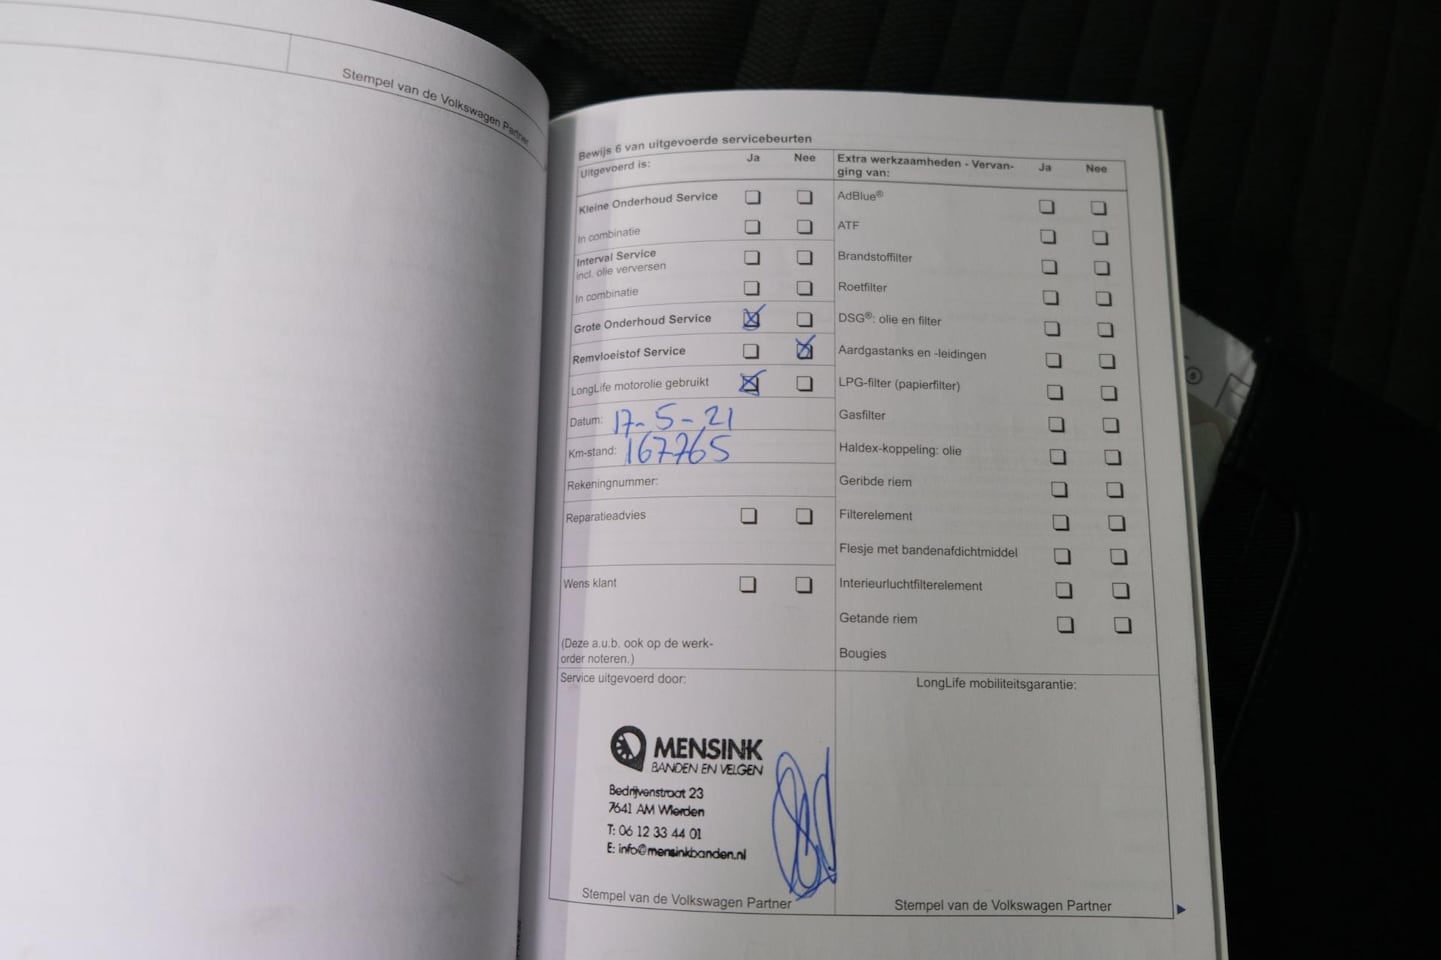 Stempel van de Volkswagen Partner
Bewijs 6 van uitgevoerde servicebeurten
Uitgevoerd is: Ja Nee
Kleine Onderhoud Service
In combinatie
Interval Service
incl. olie verversen
In combinatie
Grote Onderhoud Service
Remvloeistof Service
LongLife motorolie gebruikt
Datum: 17-5-21
Km-stand: 167765
Rekeningnummer:
Reparatieadvies
Wens klant
(Deze a.u.b. ook op de werk-
order noteren.)
Service uitgevoerd door:
MENSINK
BANDEN EN VELGEN
Bedrijvenstraat 23
7641 AM Wierden
T: 06 12 33 44 01
E: info@mensinkbanden.nl
Stempel van de Volkswagen Partner
Extra werkzaamheden - Vervan-
ging van: Ja Nee
AdBlue®
ATF
Brandstoffilter
Roetfilter
DSG®: olie en filter
Aardgastanks en -leidingen
LPG-filter (papierfilter)
Gasfilter
Haldex-koppeling: olie
Geribde riem
Filterelement
Flesje met bandenafdichtmiddel
Interieurluchtfilterelement
Getande riem
Bougies
LongLife mobiliteitsgarantie:
Stempel van de Volkswagen Partner